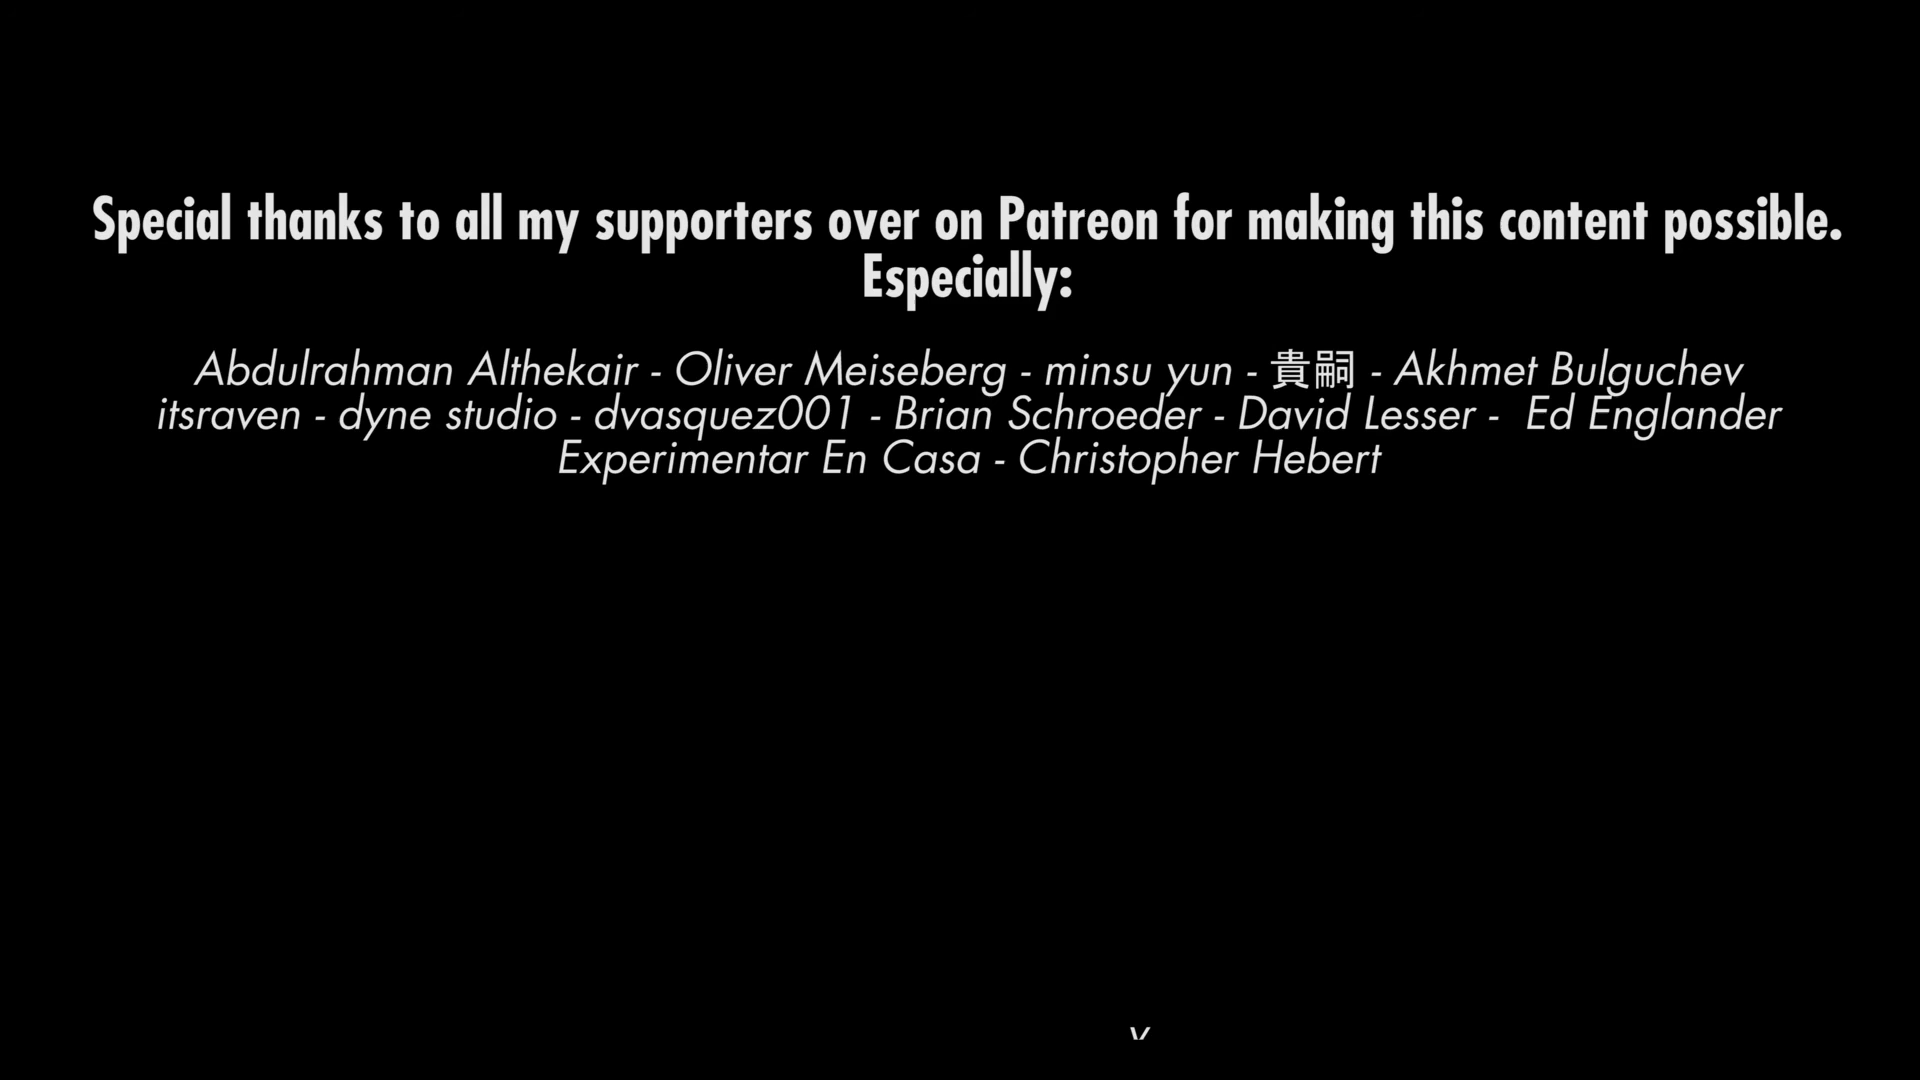 Special thanks to all my supporters over on Patreon for making this content possible.
Especially:
Abdulrahman Althekair - Oliver Meiseberg - minsu yun - 貴嗣 - Akhmet Bulguchev
itsraven - dyne studio - dvasquez001 - Brian Schroeder - David Lesser -  Ed Englander
Experimentar En Casa - Christopher Hebert